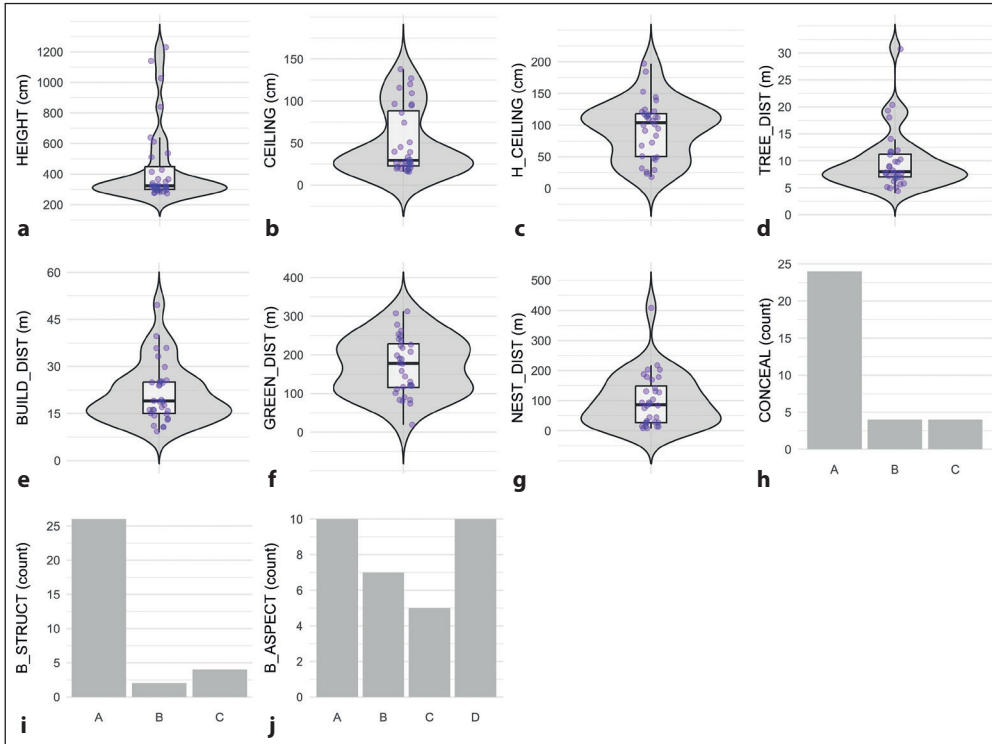 HEIGHT (cm)
1200
1000
800
600
400
200
a
CEILING (cm)
150
100
50
0
b
H_CEILING (cm)
200
150
100
50
0
c
TREE_DIST (m)
30
25
20
15
10
5
0
d
BUILD_DIST (m)
60
45
30
15
0
e
GREEN_DIST (m)
400
300
200
100
0
f
NEST_DIST (m)
500
400
300
200
100
0
g
CONCEAL (count)
25
20
15
10
5
0
A B C
h
B_STRUCT (count)
25
20
15
10
5
0
A B C
i
B_ASPECT (count)
10
8
6
4
2
0
A B C D
j